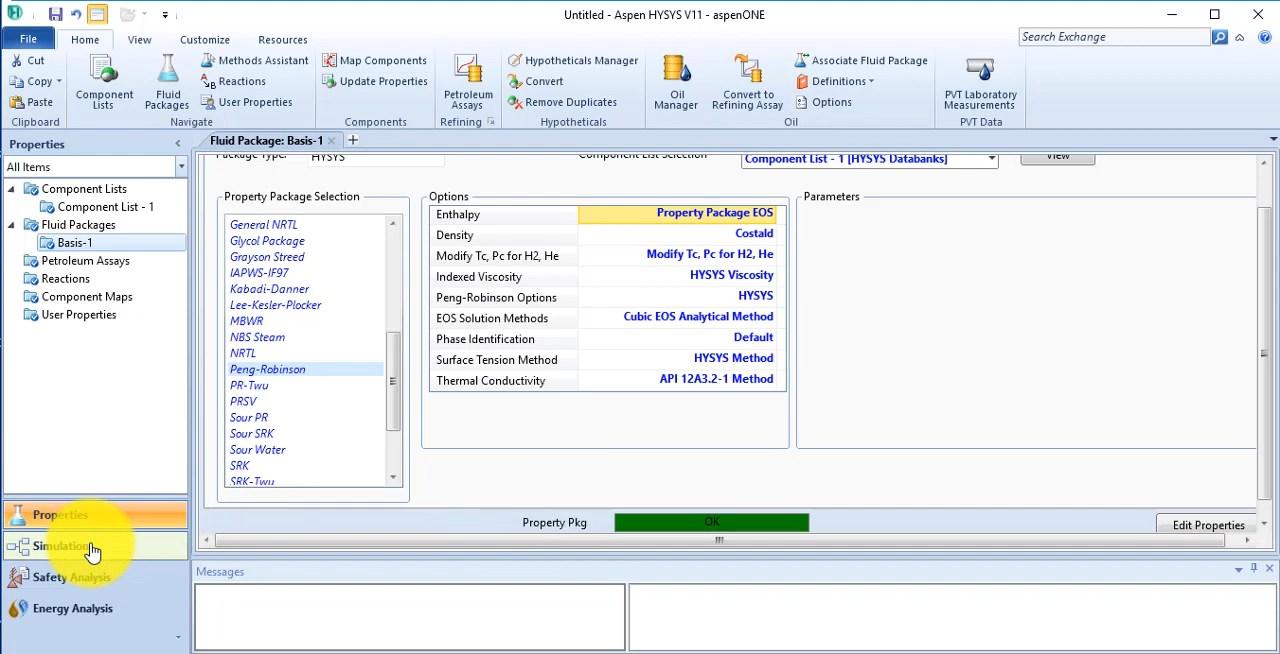 Untitled - Aspen HYSYS V11 - aspenONE
File Home View Customize Resources
Search Exchange
Cut
Copy
Paste
Clipboard
Component Lists
Fluid Packages
Methods Assistant
Reactions
User Properties
Navigate
Map Components
Update Properties
Components
Petroleum Assays
Refining
Hypotheticals Manager
Convert
Remove Duplicates
Hypotheticals
Oil Manager
Convert to Refining Assay
Associate Fluid Package
Definitions
Options
Oil
PVT Laboratory Measurements
PVT Data
Properties
All Items
Component Lists
Component List - 1
Fluid Packages
Basis-1
Petroleum Assays
Reactions
Component Maps
User Properties
Properties
Simulation
Safety Analysis
Energy Analysis
Fluid Package: Basis-1
Package Type: HYSYS
Component List Selection
Component List - 1 [HYSYS Databanks]
View
Property Package Selection
General NRTL
Glycol Package
Grayson Streed
IAPWS-IF97
Kabadi-Danner
Lee-Kesler-Plocker
MBWR
NBS Steam
NRTL
Peng-Robinson
PR-Twu
PRSV
Sour PR
Sour SRK
Sour Water
SRK
SRK-Twu
Options
Enthalpy Property Package EOS
Density Costald
Modify Tc, Pc for H2, He Modify Tc, Pc for H2, He
Indexed Viscosity HYSYS Viscosity
Peng-Robinson Options HYSYS
EOS Solution Methods Cubic EOS Analytical Method
Phase Identification Default
Surface Tension Method HYSYS Method
Thermal Conductivity API 12A3.2-1 Method
Parameters
Property Pkg OK
Edit Properties
Messages